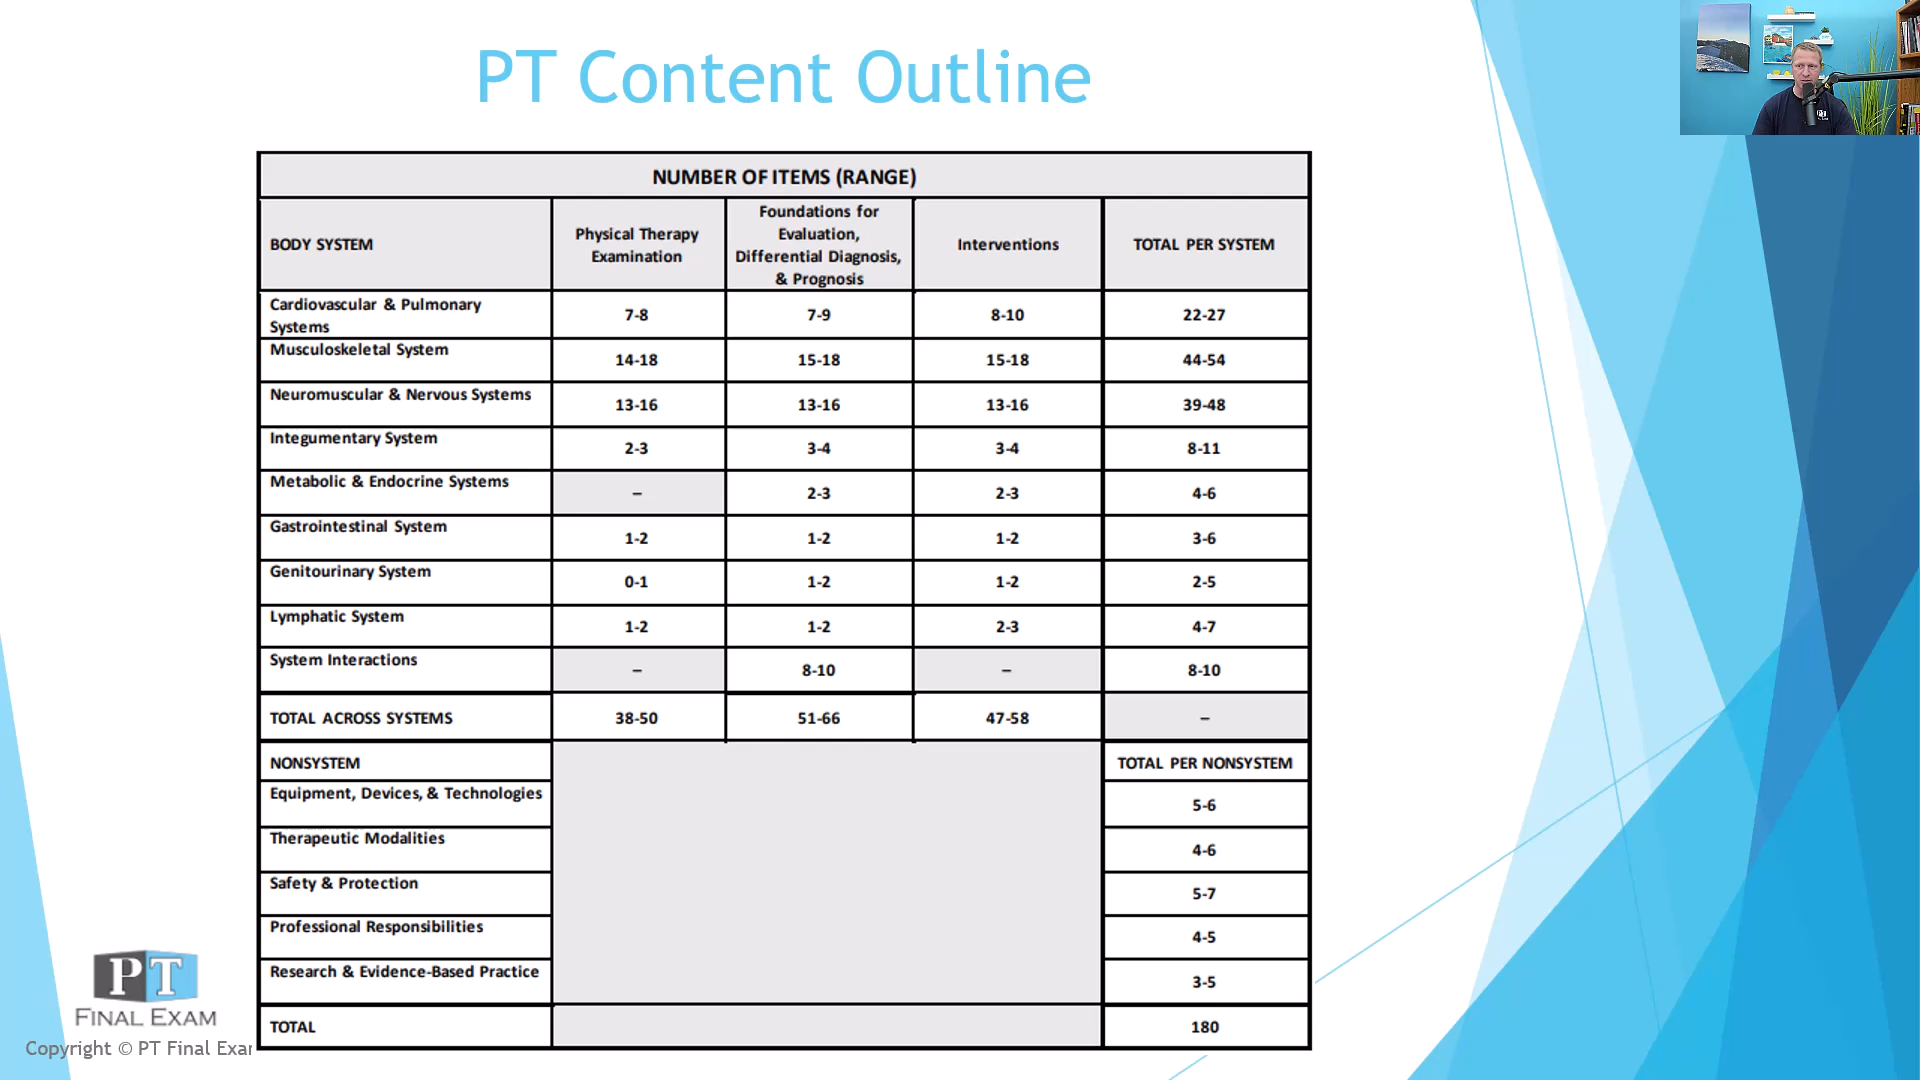 PT Content Outline
NUMBER OF ITEMS (RANGE)
BODY SYSTEM
Physical Therapy
Examination
Foundations for
Evaluation,
Differential Diagnosis,
& Prognosis
Interventions
TOTAL PER SYSTEM
Cardiovascular & Pulmonary
Systems
7-8
7-9
8-10
22-27
Musculoskeletal System
14-18
15-18
15-18
44-54
Neuromuscular & Nervous Systems
13-16
13-16
13-16
39-48
Integumentary System
2-3
3-4
3-4
8-11
Metabolic & Endocrine Systems
–
2-3
2-3
4-6
Gastrointestinal System
1-2
1-2
1-2
3-6
Genitourinary System
0-1
1-2
1-2
2-5
Lymphatic System
1-2
1-2
2-3
4-7
System Interactions
–
8-10
–
8-10
TOTAL ACROSS SYSTEMS
38-50
51-66
47-58
–
NONSYSTEM
TOTAL PER NONSYSTEM
Equipment, Devices, & Technologies
5-6
Therapeutic Modalities
4-6
Safety & Protection
5-7
Professional Responsibilities
4-5
Research & Evidence-Based Practice
3-5
TOTAL
180
PT
FINAL EXAM
Copyright © PT Final Exar